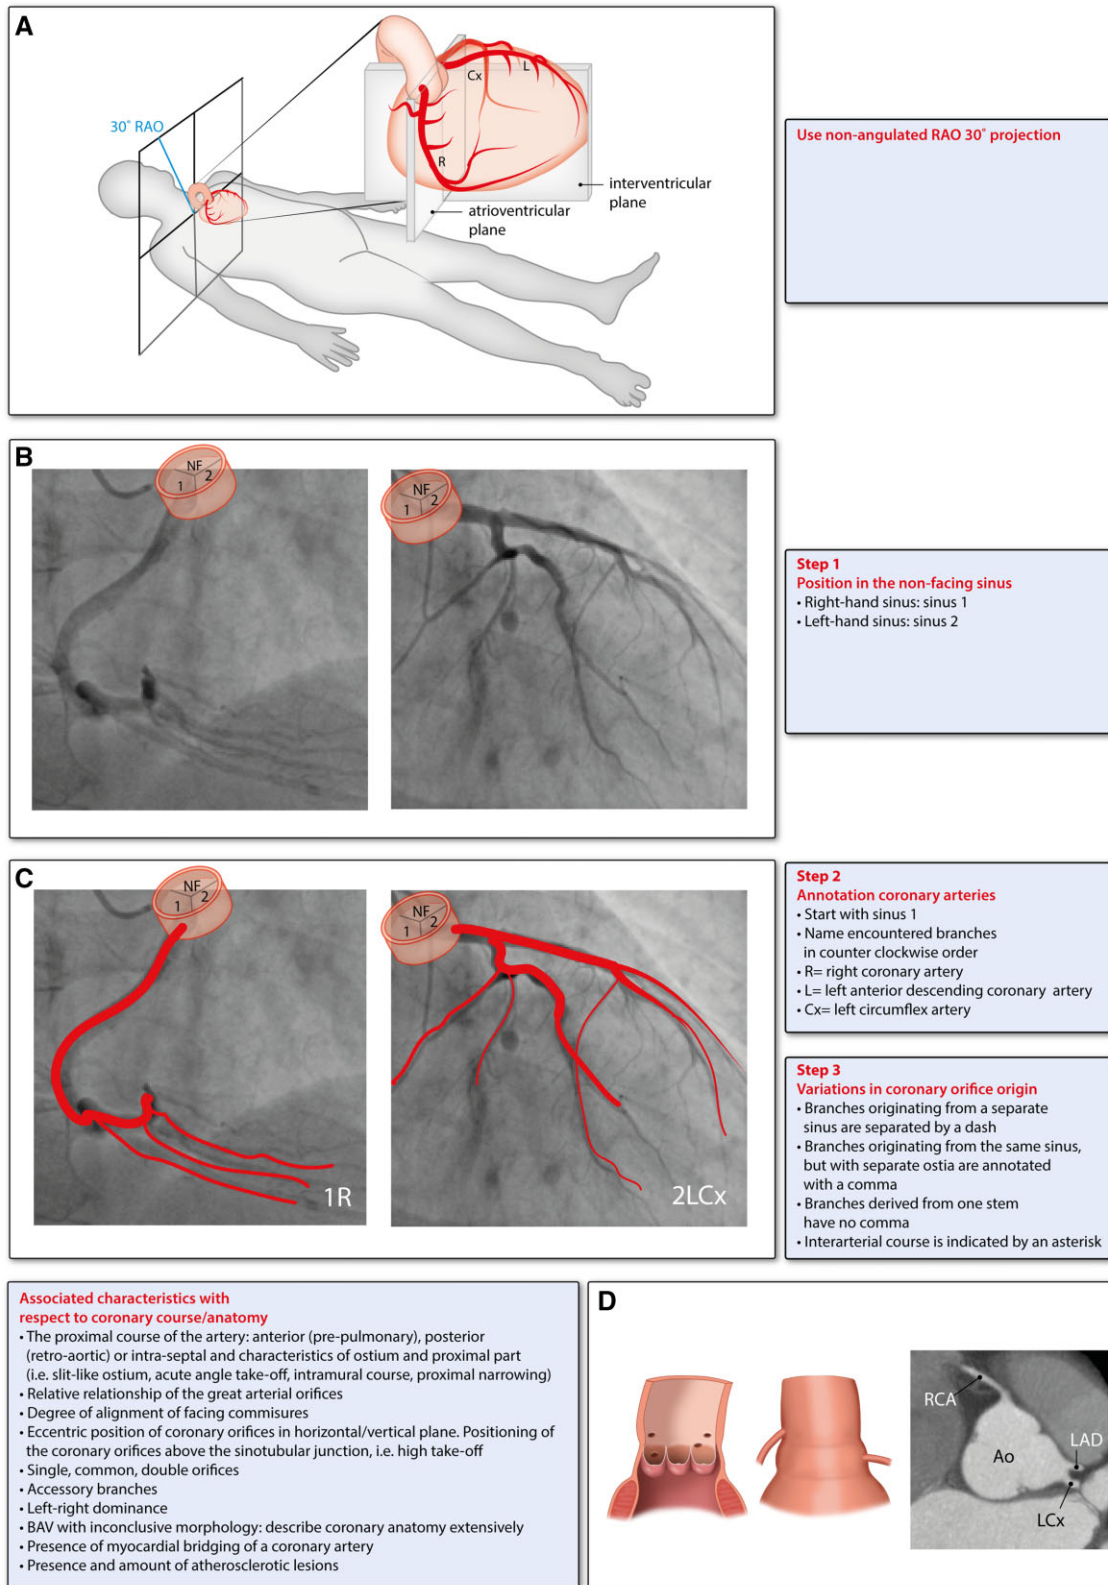 A
30° RAO
Cx
L
R
interventricular
plane
atrioventricular
plane
Use non-angulated RAO 30° projection
B
NF
1
2
NF
1
2
Step 1
Position in the non-facing sinus
• Right-hand sinus: sinus 1
• Left-hand sinus: sinus 2
C
NF
1
2
1R
NF
1
2
2LCx
Step 2
Annotation coronary arteries
• Start with sinus 1
• Name encountered branches
in counter clockwise order
• R= right coronary artery
• L= left anterior descending coronary artery
• Cx= left circumflex artery
Step 3
Variations in coronary orifice origin
• Branches originating from a separate
sinus are separated by a dash
• Branches originating from the same sinus,
but with separate ostia are annotated
with a comma
• Branches derived from one stem
have no comma
• Interarterial course is indicated by an asterisk
Associated characteristics with
respect to coronary course/anatomy
• The proximal course of the artery: anterior (pre-pulmonary), posterior
(retro-aortic) or intra-septal and characteristics of ostium and proximal part
(i.e. slit-like ostium, acute angle take-off, intramural course, proximal narrowing)
• Relative relationship of the great arterial orifices
• Degree of alignment of facing commisures
• Eccentric position of coronary orifices in horizontal/vertical plane. Positioning of
the coronary orifices above the sinotubular junction, i.e. high take-off
• Single, common, double orifices
• Accessory branches
• Left-right dominance
• BAV with inconclusive morphology: describe coronary anatomy extensively
• Presence of myocardial bridging of a coronary artery
• Presence and amount of atherosclerotic lesions
D
RCA
Ao
LAD
LCx